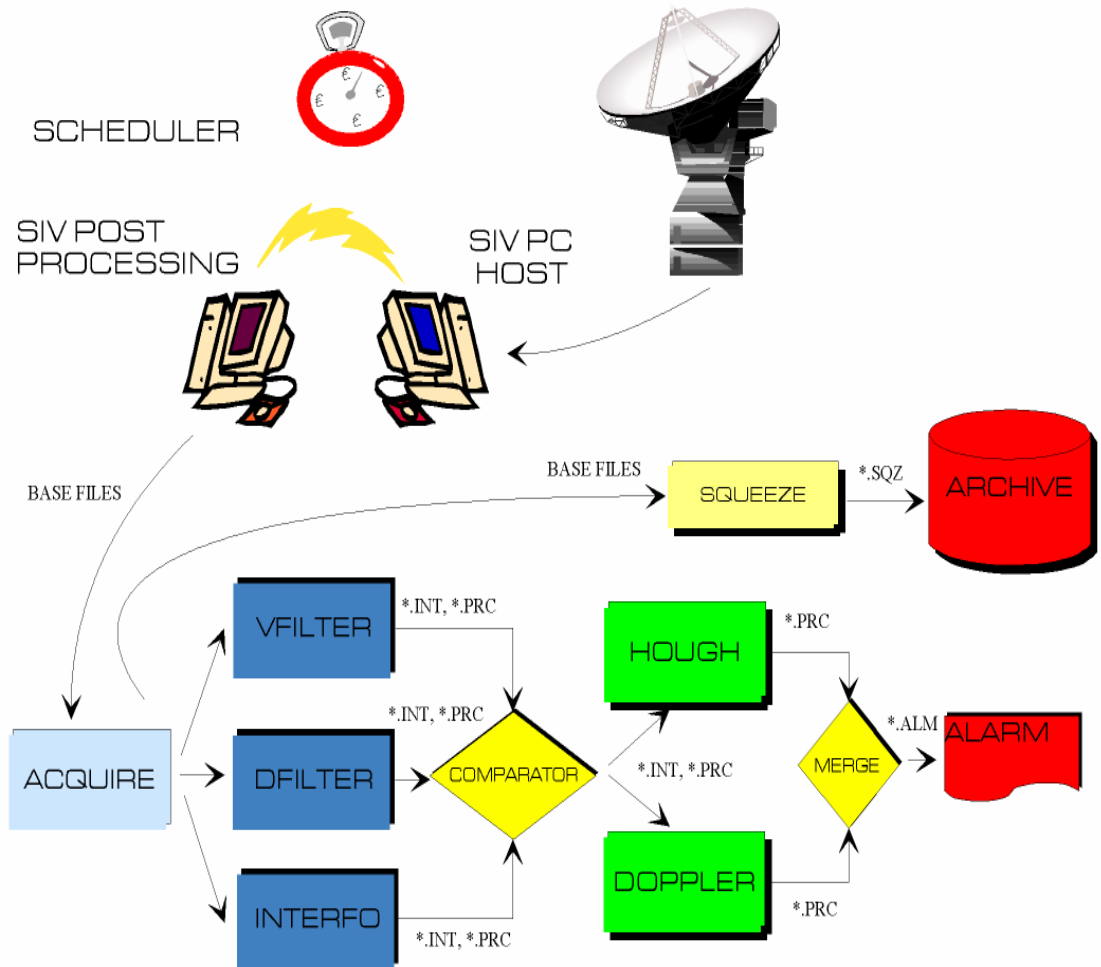 €
€
€
€
SCHEDULER
SIV POST
PROCESSING
SIV PC
HOST
BASE FILES
BASE FILES
SQUEEZE
*.SQZ
ARCHIVE
VFILTER
*.INT, *.PRC
HOUGH
*.PRC
*.INT, *.PRC
ACQUIRE
DFILTER
COMPARATOR
*.INT, *.PRC
MERGE
*.ALM
ALARM
INTERFO
*.INT, *.PRC
DOPPLER
*.PRC